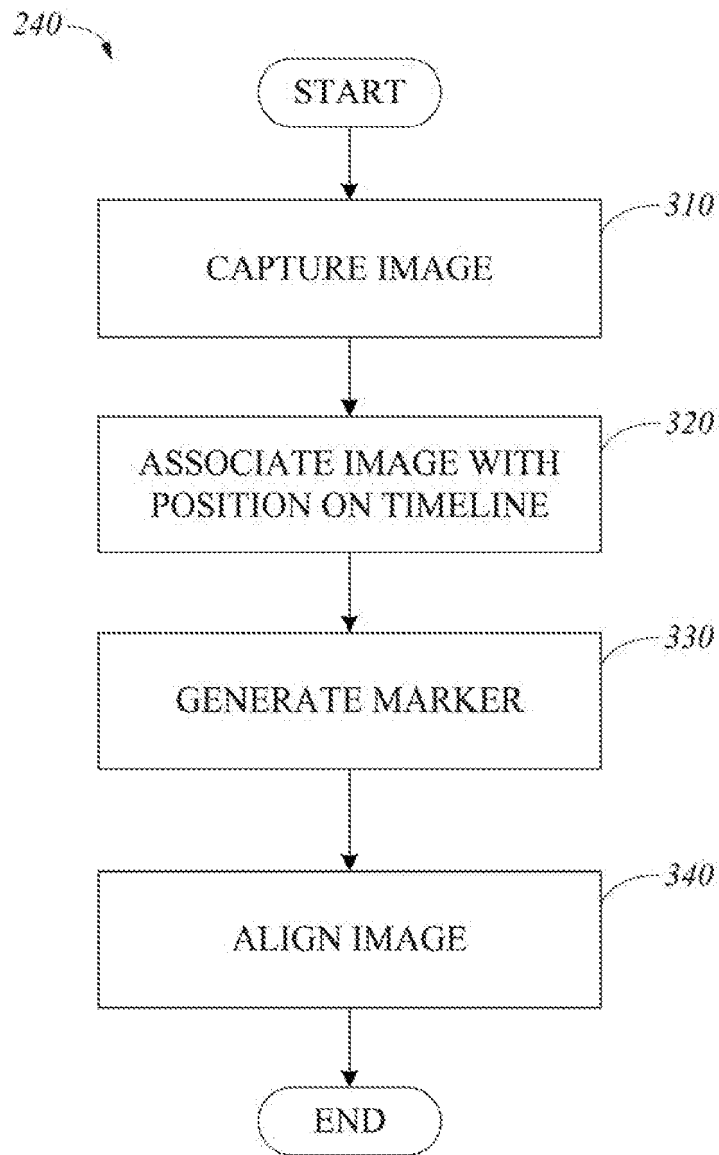 240
START
310
CAPTURE IMAGE
320
ASSOCIATE IMAGE WITH
POSITION ON TIMELINE
330
GENERATE MARKER
340
ALIGN IMAGE
END